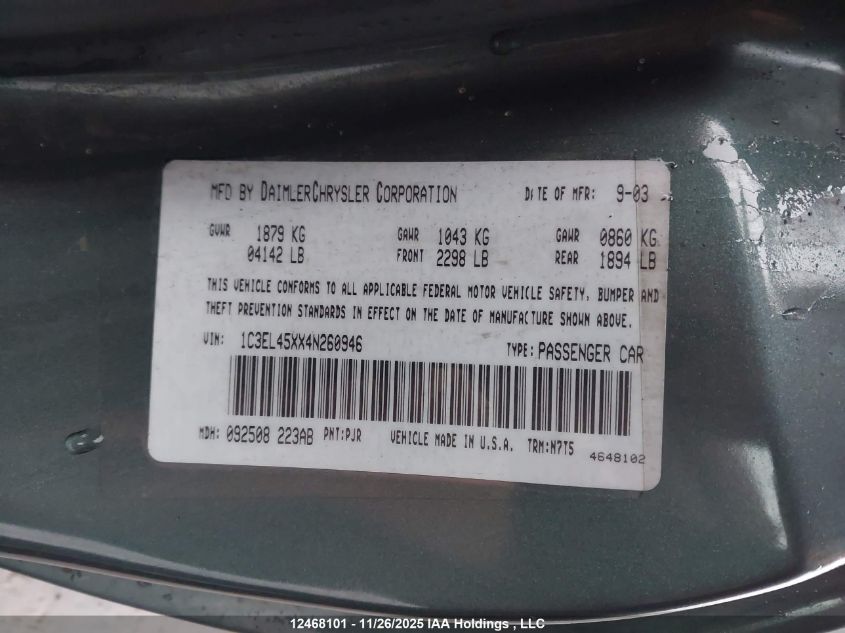 MFD BY DAIMLERCHRYSLER CORPORATION DATE OF MFR: 9-03
GVWR 1879 KG GAWR 1043 KG GAWR 0860 KG
04142 LB FRONT 2298 LB REAR 1894 LB
THIS VEHICLE CONFORMS TO ALL APPLICABLE FEDERAL MOTOR VEHICLE SAFETY, BUMPER AND
THEFT PREVENTION STANDARDS IN EFFECT ON THE DATE OF MANUFACTURE SHOWN ABOVE.
VIN: 1C3EL45XX4N260946 TYPE: PASSENGER CAR
MDH: 092508 223AB PNT:PJR VEHICLE MADE IN U.S.A. TRM:N7T5
4648102
12468101 - 11/26/2025 IAA Holdings , LLC